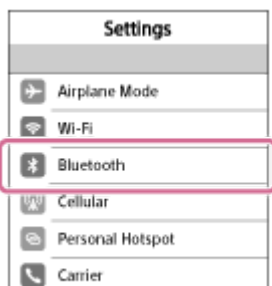 Settings
Airplane Mode
Wi-Fi
Bluetooth
Cellular
Personal Hotspot
Carrier